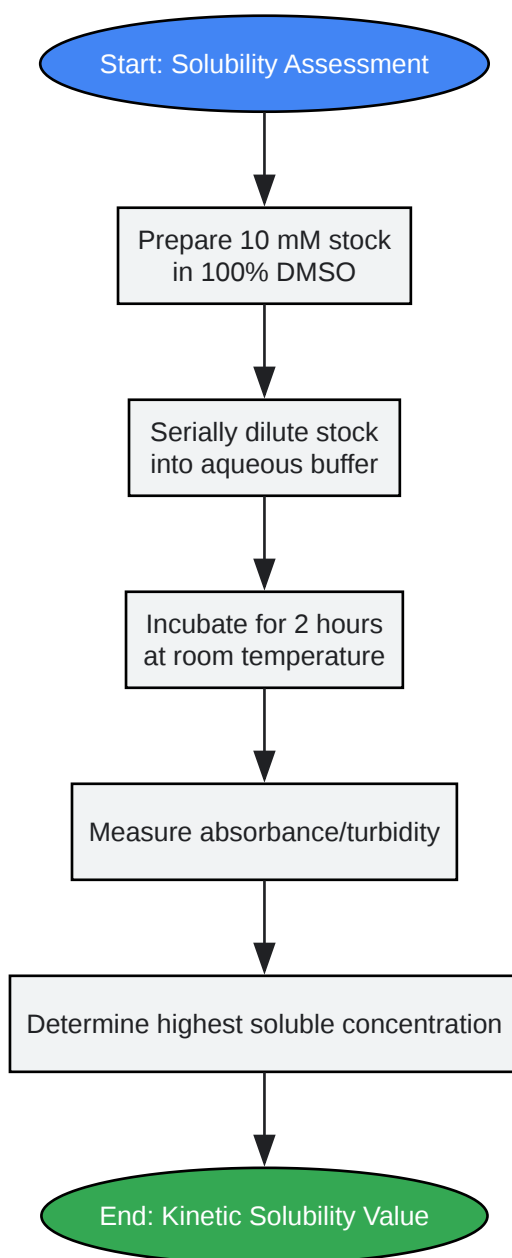 Start: Solubility Assessment
Prepare 10 mM stock
in 100% DMSO
Serially dilute stock
into aqueous buffer
Incubate for 2 hours
at room temperature
Measure absorbance/turbidity
Determine highest soluble concentration
End: Kinetic Solubility Value